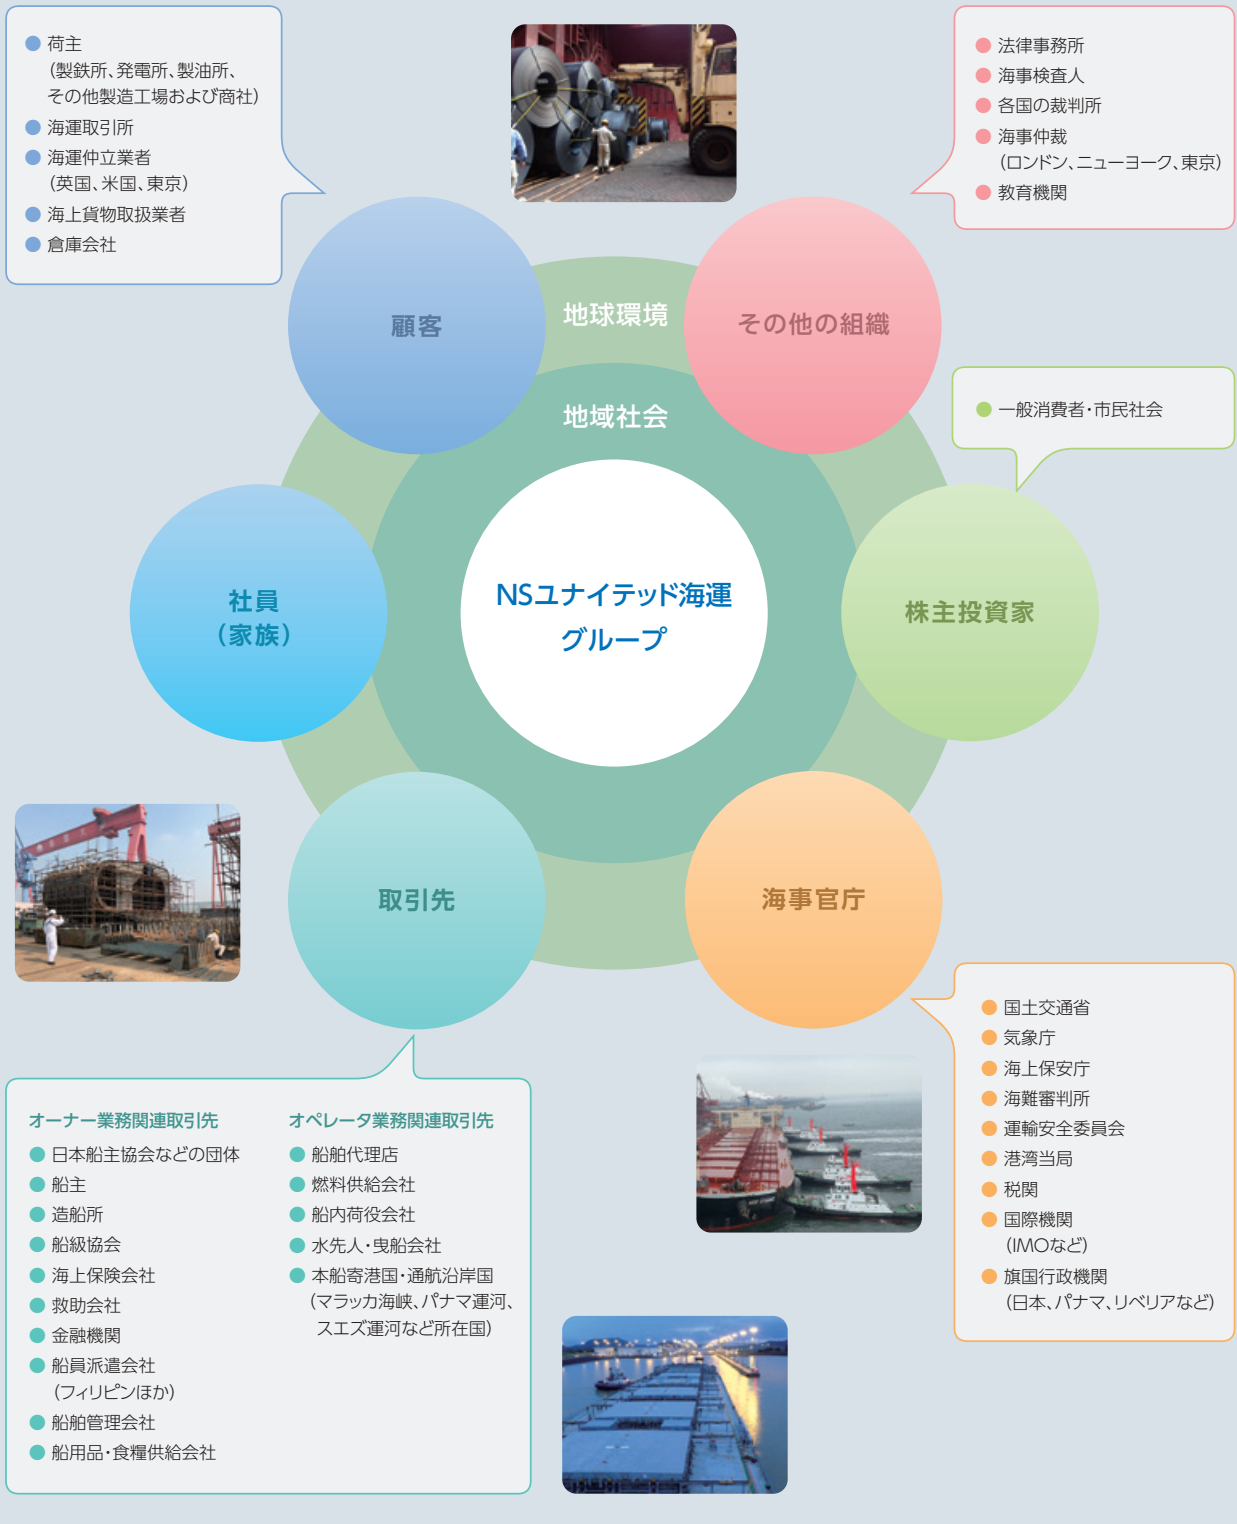 ● 荷主
（製鉄所、発電所、製油所、
その他製造工場および商社）
● 海運取引所
● 海運仲立業者
（英国、米国、東京）
● 海上貨物取扱業者
● 倉庫会社
● 法律事務所
● 海事検査人
● 各国の裁判所
● 海事仲裁
（ロンドン、ニューヨーク、東京）
● 教育機関
顧客
地球環境
その他の組織
地域社会
● 一般消費者・市民社会
社員
（家族）
NSユナイテッド海運
グループ
株主投資家
取引先
海事官庁
オーナー業務関連取引先
● 日本船主協会などの団体
● 船主
● 造船所
● 船級協会
● 海上保険会社
● 救助会社
● 金融機関
● 船員派遣会社
（フィリピンほか）
● 船舶管理会社
● 船用品・食糧供給会社
オペレータ業務関連取引先
● 船舶代理店
● 燃料供給会社
● 船内荷役会社
● 水先人・曳船会社
● 本船寄港国・通航沿岸国
（マラッカ海峡、パナマ運河、
スエズ運河など所在国）
● 国土交通省
● 気象庁
● 海上保安庁
● 海難審判所
● 運輸安全委員会
● 港湾当局
● 税関
● 国際機関
（IMOなど）
● 旗国行政機関
（日本、パナマ、リベリアなど）